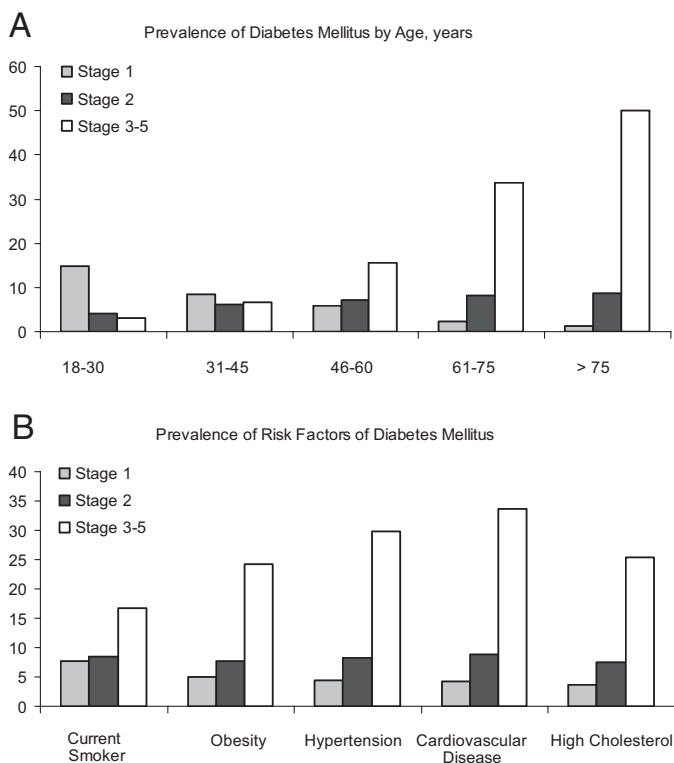 A
Prevalence of Diabetes Mellitus by Age, years
60
50
40
30
20
10
0
Stage 1
Stage 2
Stage 3-5
18-30 31-45 46-60 61-75 > 75
B
Prevalence of Risk Factors of Diabetes Mellitus
40
35
30
25
20
15
10
5
0
Stage 1
Stage 2
Stage 3-5
Current Smoker
Obesity
Hypertension
Cardiovascular Disease
High Cholesterol